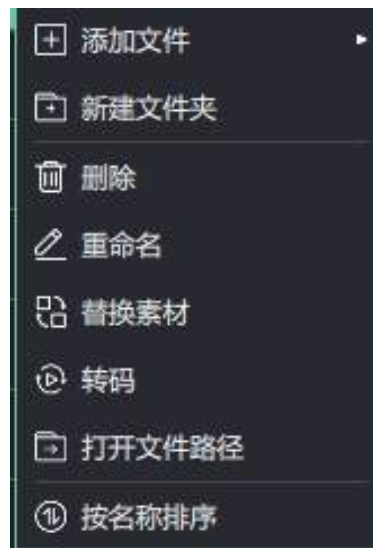 添加文件
新建文件夹
删除
重命名
替换素材
转码
打开文件路径
按名称排序